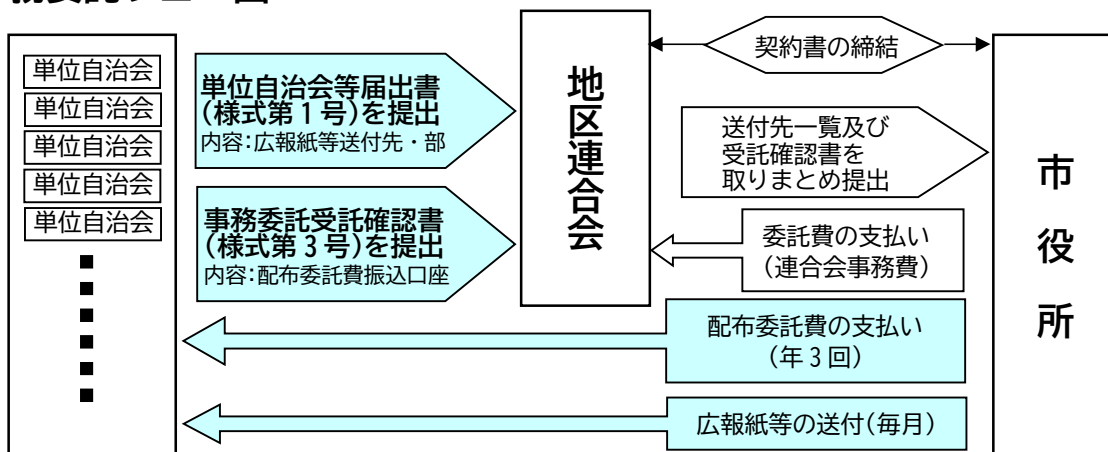 単位自治会
単位自治会
単位自治会
単位自治会
単位自治会
単位自治会等届出書
(様式第1号)を提出
内容:広報紙等送付先・部
事務委託受託確認書
(様式第3号)を提出
内容:配布委託費振込口座
地区連合会
契約書の締結
送付先一覧及び
受託確認書を
取りまとめ提出
委託費の支払い
(連合会事務費)
配布委託費の支払い
(年3回)
広報紙等の送付(毎月)
市役所